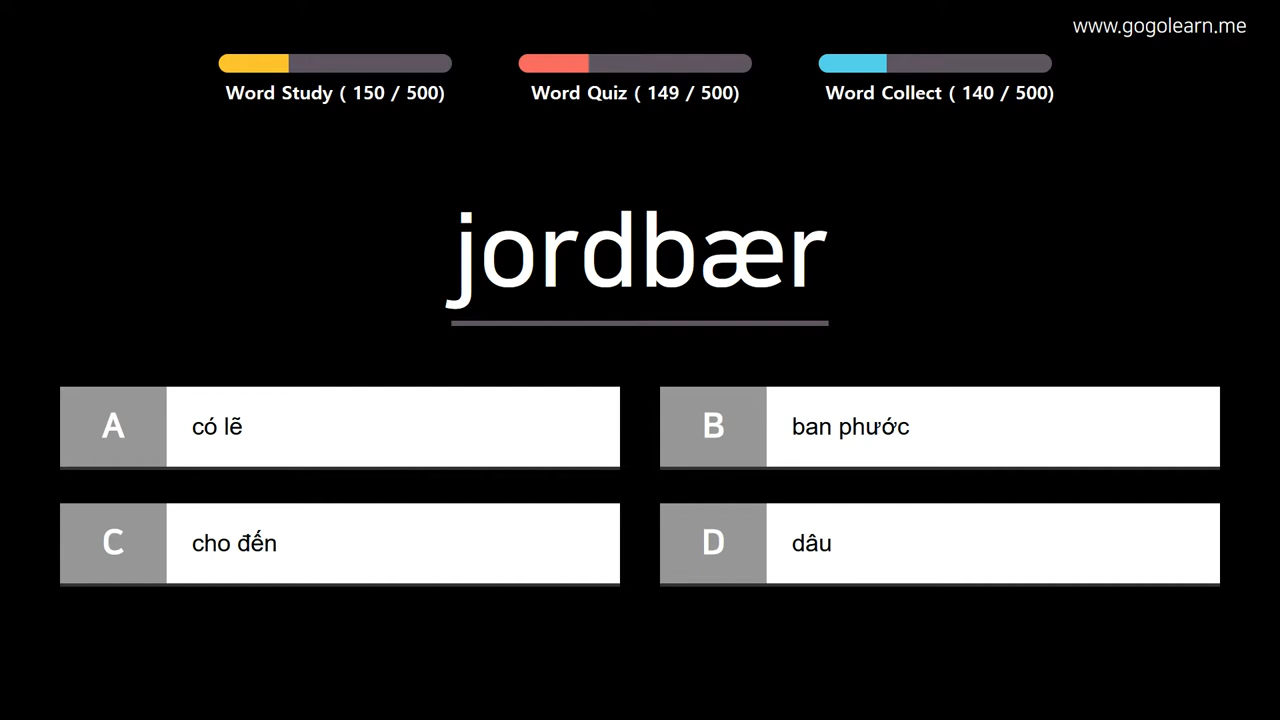 www.gogolearn.me
Word Study ( 150 / 500)
Word Quiz ( 149 / 500)
Word Collect ( 140 / 500)
jordbær
A có lẽ
B ban phước
C cho đến
D dâu